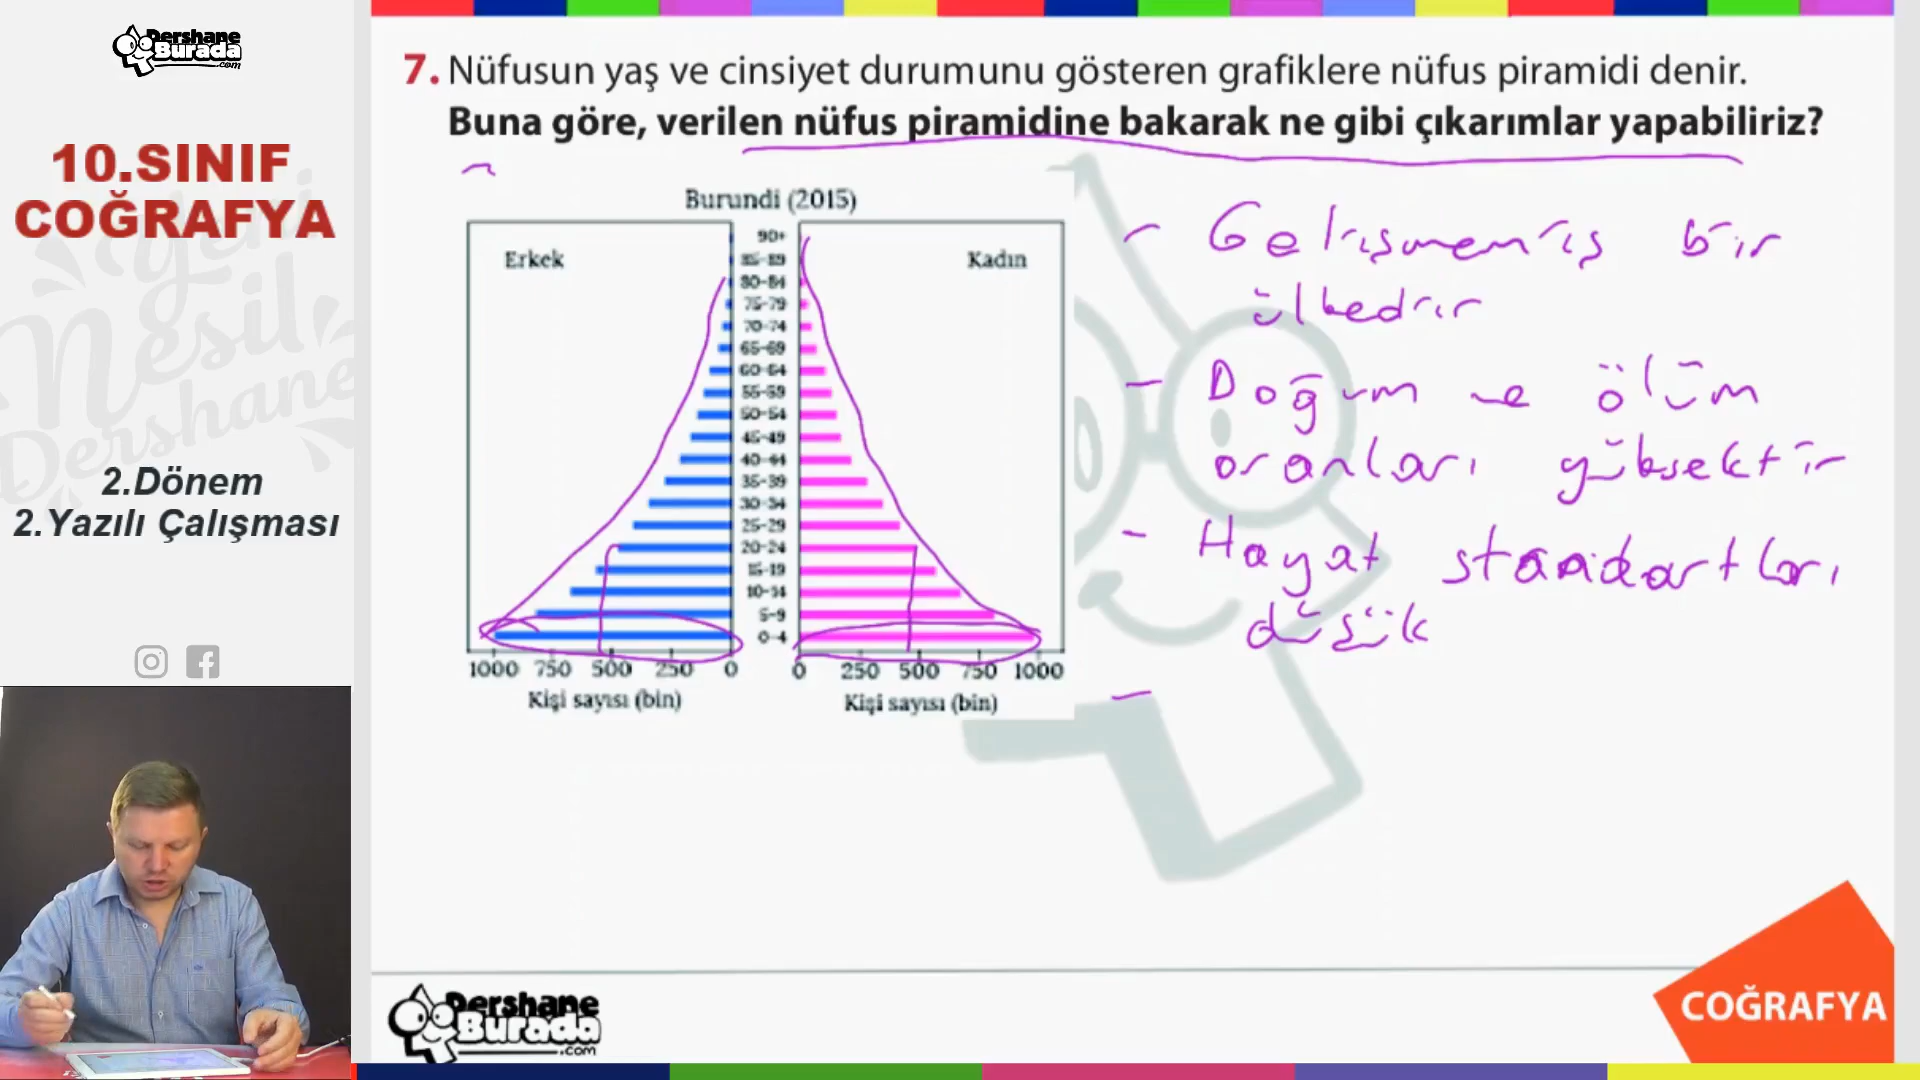 Dershane
Burada
.com
10.SINIF
COĞRAFYA
Yeni
Nesil
Dershane
2.Dönem
2.Yazılı Çalışması
7. Nüfusun yaş ve cinsiyet durumunu gösteren grafiklere nüfus piramidi denir.
Buna göre, verilen nüfus piramidine bakarak ne gibi çıkarımlar yapabiliriz?
Burundi (2015)
Erkek
Kadın
90+
85-89
80-84
75-79
70-74
65-69
60-64
55-59
50-54
45-49
40-44
35-39
30-34
25-29
20-24
15-19
10-14
5-9
0-4
1000 750 500 250 0
0 250 500 750 1000
Kişi sayısı (bin)
Kişi sayısı (bin)
- Gelişmemiş bir
ülkedir
- Doğum ve ölüm
oranları yüksektir
- Hayat standartları
düşük
-
Dershane
Burada
.com
COĞRAFYA